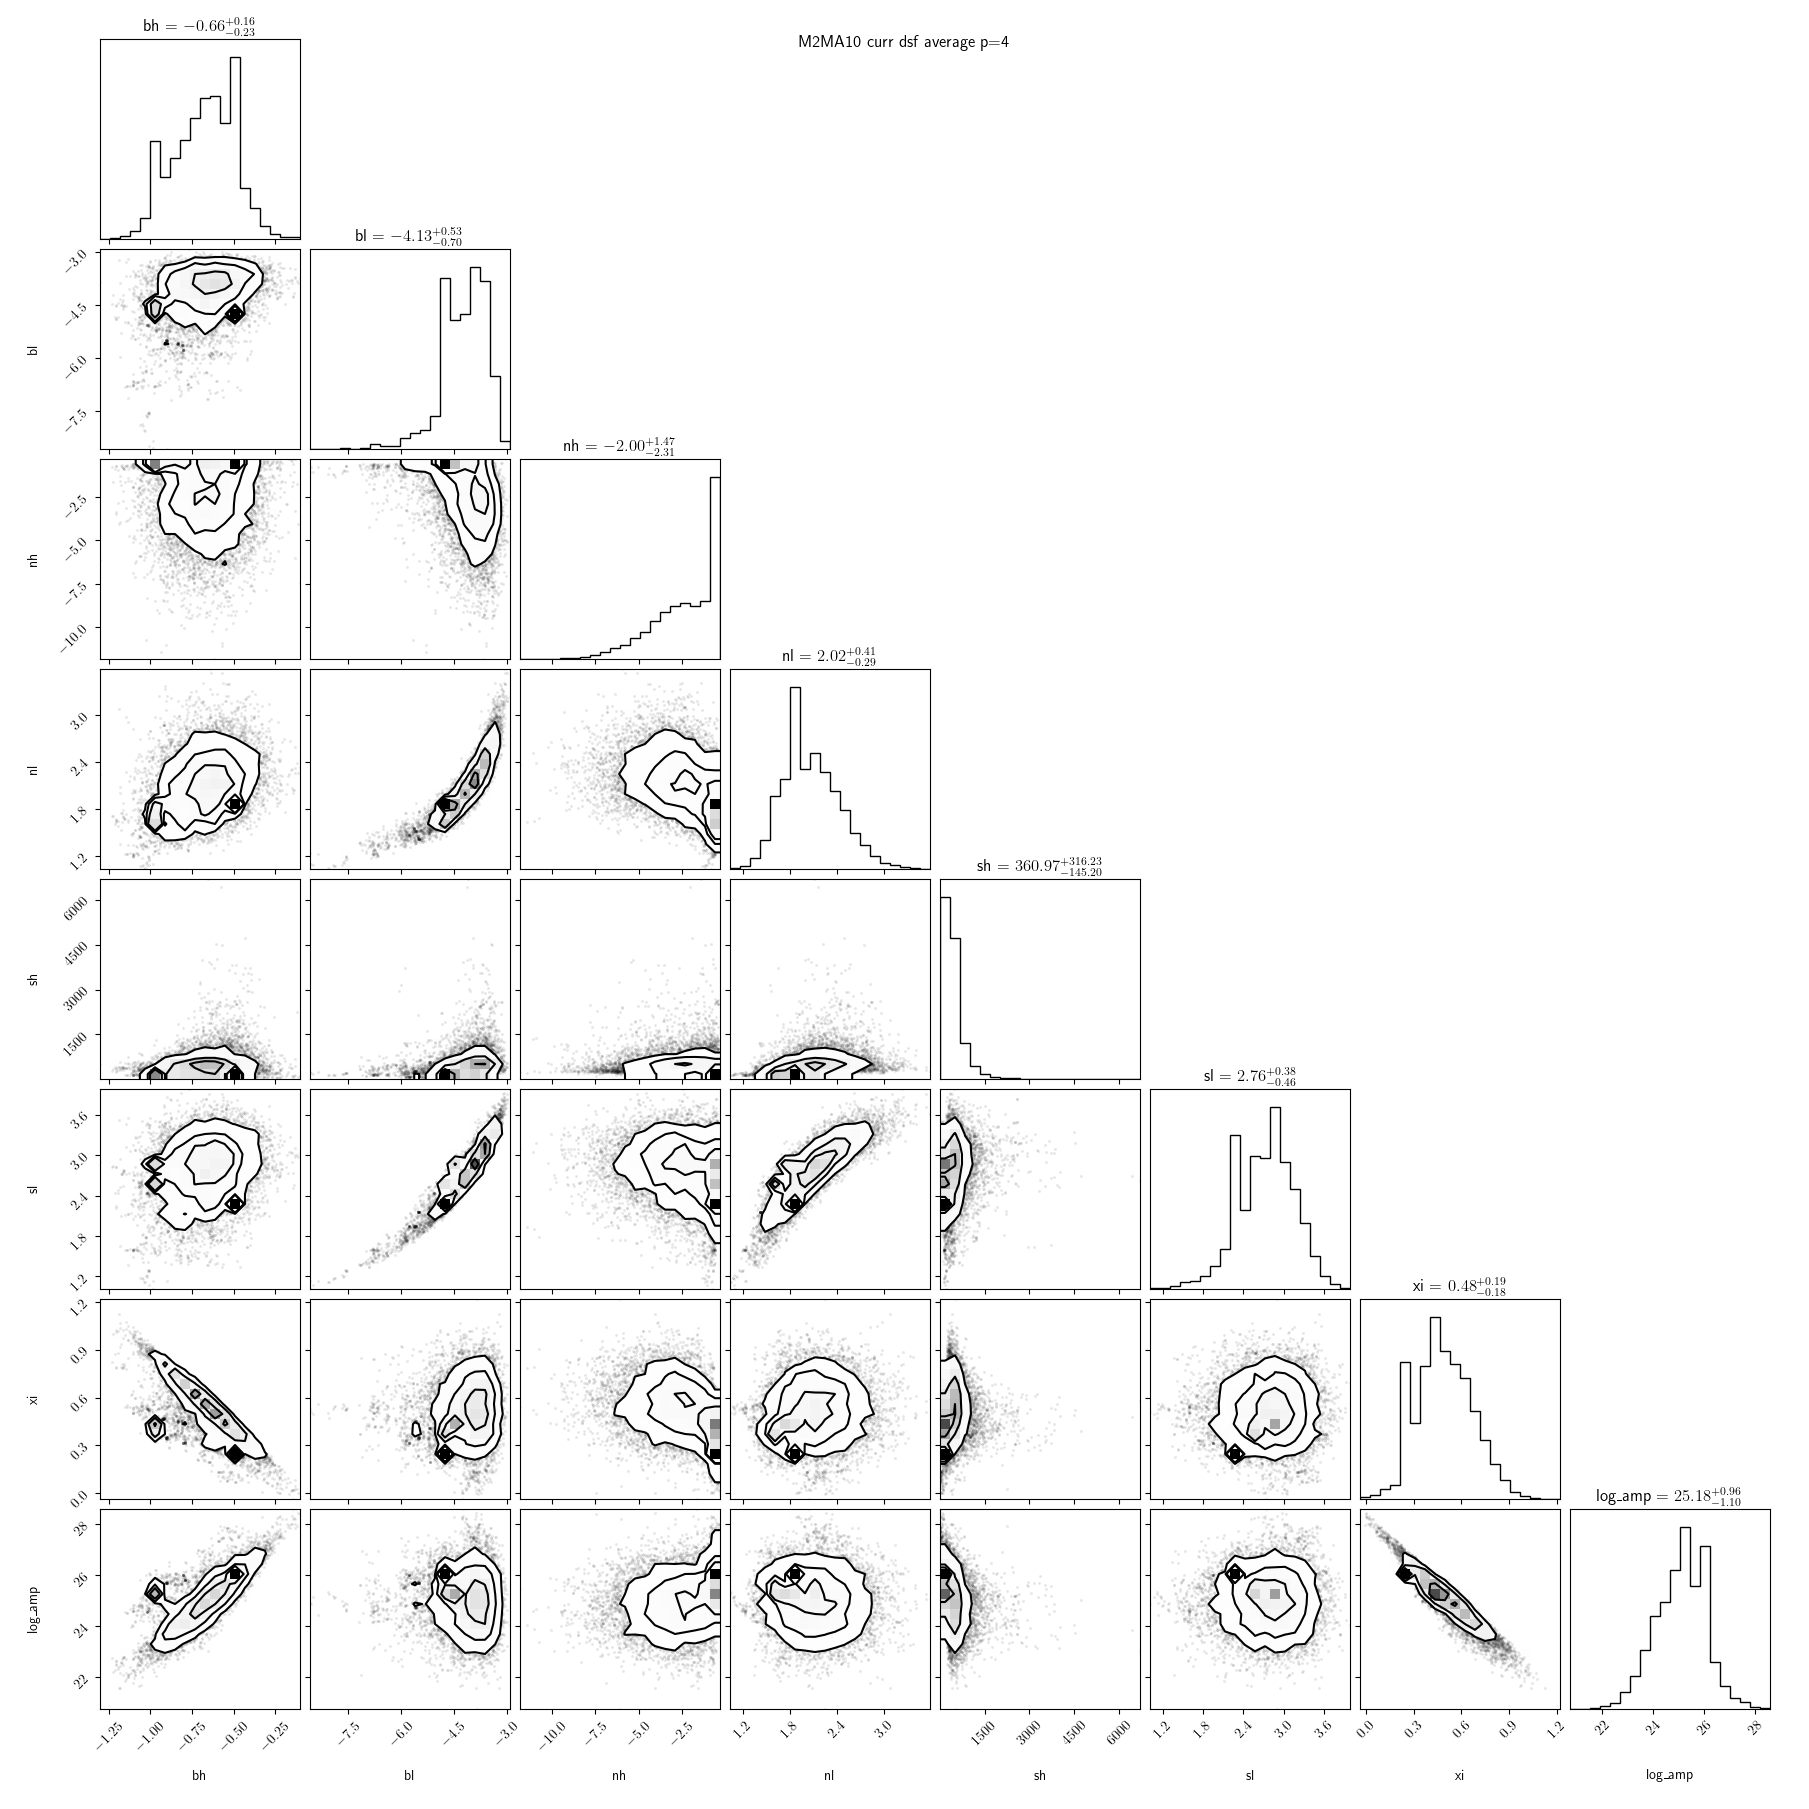 M2MA10 curr dsf average p=4
bh = −0.66+0.16−0.23
bl = −4.13+0.53−0.70
−3.0
−4.5
−6.0
−7.5
bl
nh = −2.00+1.47−2.31
−2.5
−5.0
−7.5
−10.0
nh
nl = 2.02+0.41−0.29
3.0
2.4
1.8
1.2
nl
sh = 360.97+316.23−145.20
6000
4500
3000
1500
sh
sl = 2.76+0.38−0.46
3.6
3.0
2.4
1.8
1.2
sl
xi = 0.48+0.19−0.18
1.2
0.9
0.6
0.3
0.0
xi
log_amp = 25.18+0.96−1.10
28
26
24
22
log_amp
−1.25 −1.00 −0.75 −0.50 −0.25 −7.5 −6.0 −4.5 −3.0 −10.0 −7.5 −5.0 −2.5 1.2 1.8 2.4 3.0 1500 3000 4500 6000 1.2 1.8 2.4 3.0 3.6 0.0 0.3 0.6 0.9 1.2 22 24 26 28
bh bl nh nl sh sl xi log_amp